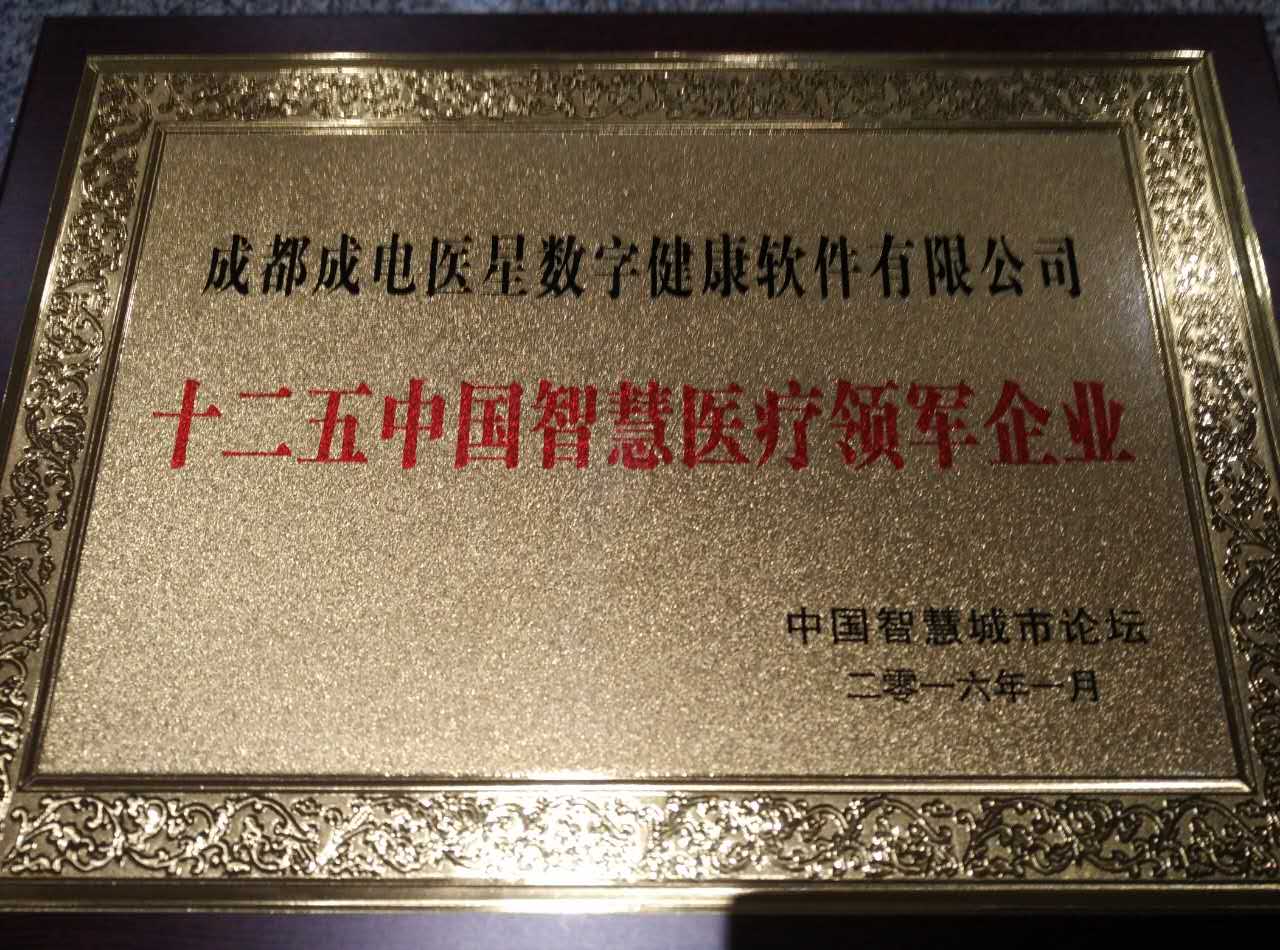 成都成电医星数字健康软件有限公司
十二五中国智慧医疗领军企业
中国智慧城市论坛
二零一六年一月